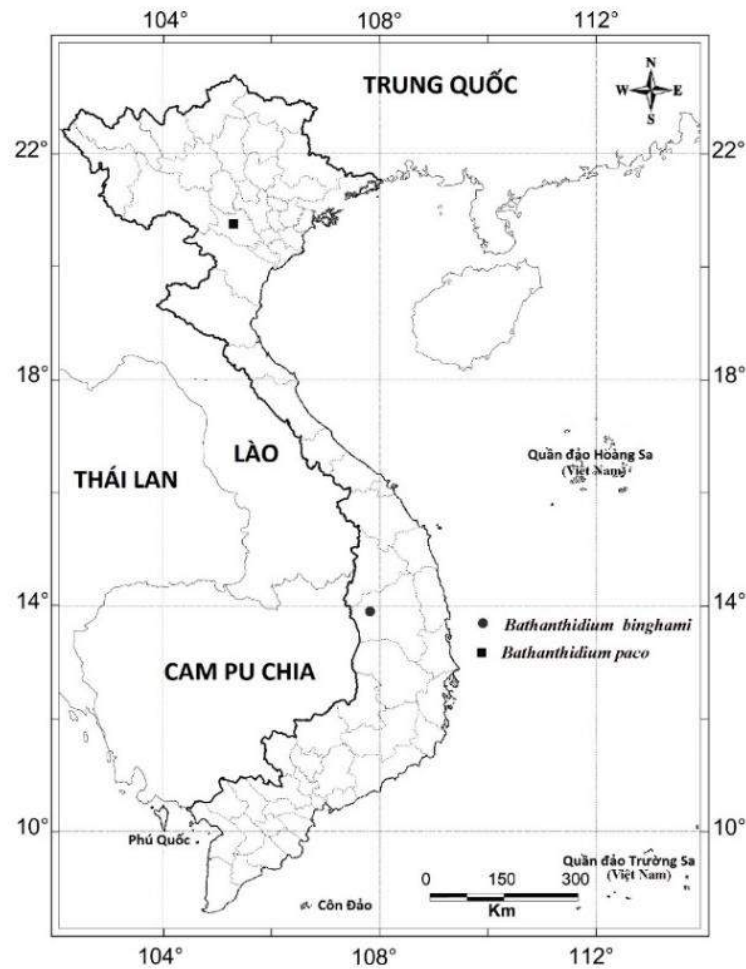 104°
108°
112°
N
W E
S
TRUNG QUỐC
22°
22°
18°
18°
LÀO
THÁI LAN
Quần đảo Hoàng Sa
(Việt Nam)
14°
14°
Bathanthidium binghami
Bathanthidium paco
CAM PU CHIA
10°
10°
Phú Quốc
Quần đảo Trường Sa
(Việt Nam)
0 150 300
Km
Côn Đảo
104°
108°
112°